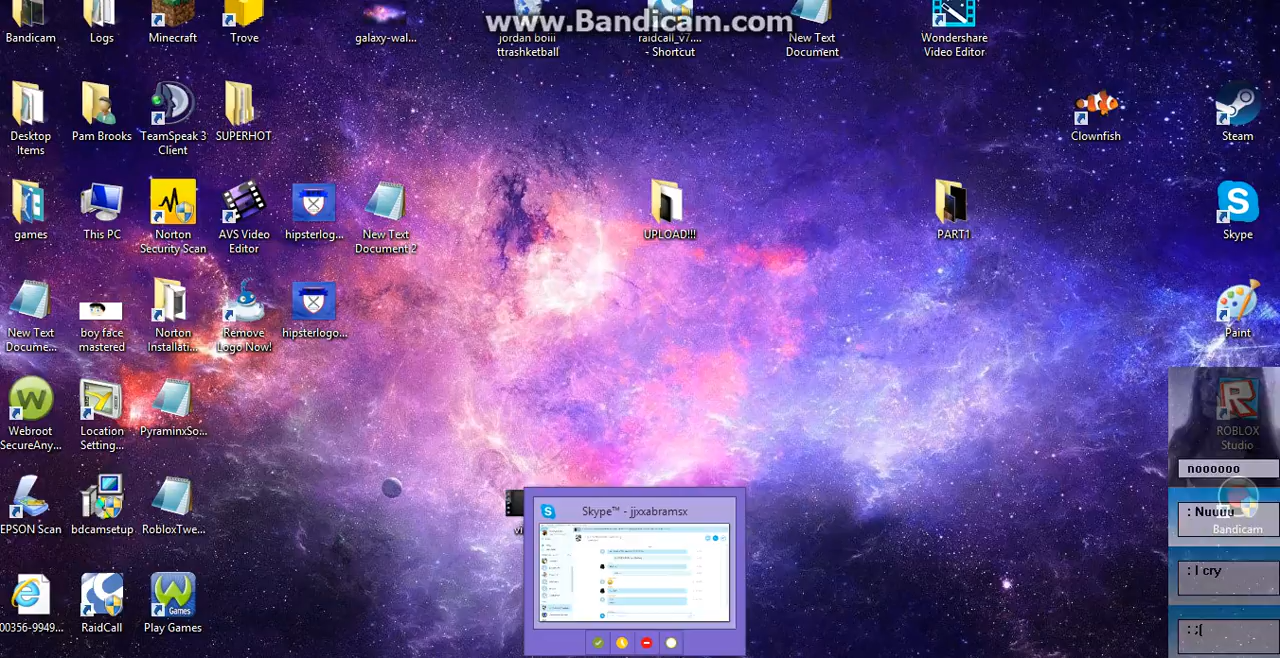 www.Bandicam.com
Bandicam
Logs
Minecraft
Trove
galaxy-wal...
jordan boiii
ttrashketball
raidcall_v7....
- Shortcut
New Text
Document
Wondershare
Video Editor
Desktop
Items
Pam Brooks
TeamSpeak 3
Client
SUPERHOT
Clownfish
Steam
games
This PC
Norton
Security Scan
AVS Video
Editor
hipsterlog...
New Text
Document 2
UPLOAD!!!
PART1
Skype
New Text
Docume...
boy face
mastered
Norton
Installati...
Remove
Logo Now!
hipsterlogo...
Paint
Webroot
SecureAny...
Location
Setting...
PyraminxSo...
ROBLOX
Studio
noooooo
EPSON Scan
bdcamsetup
RobloxTwe...
Skype™ - jjxxabramsx
: Nuuuu
Bandicam
: I cry
00356-9949...
RaidCall
Play Games
Games
: ;[